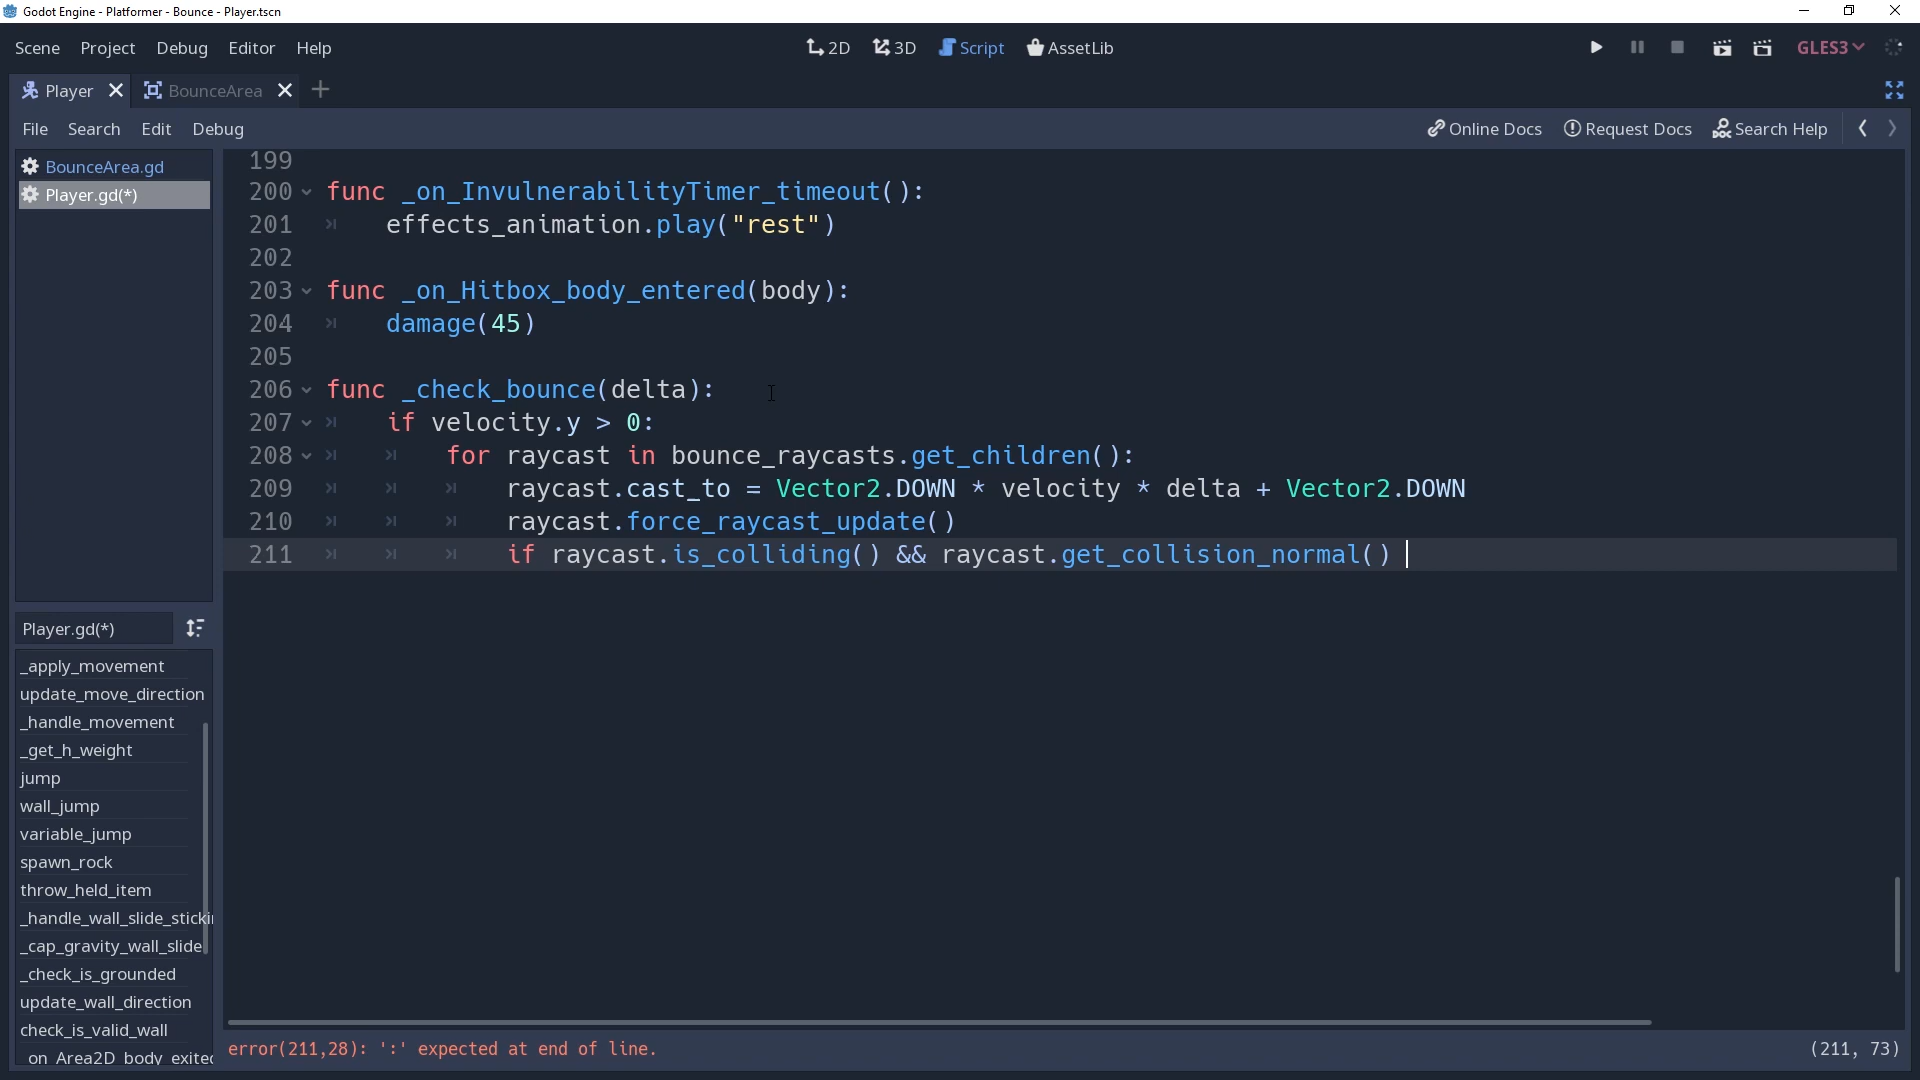 Godot Engine - Platformer - Bounce - Player.tscn
Scene Project Debug Editor Help
2D 3D Script AssetLib
GLES3
Player BounceArea
File Search Edit Debug
Online Docs Request Docs Search Help
BounceArea.gd
Player.gd(*)
199
200 func _on_InvulnerabilityTimer_timeout():
201 effects_animation.play("rest")
202
203 func _on_Hitbox_body_entered(body):
204 damage(45)
205
206 func _check_bounce(delta):
207 if velocity.y > 0:
208 for raycast in bounce_raycasts.get_children():
209 raycast.cast_to = Vector2.DOWN * velocity * delta + Vector2.DOWN
210 raycast.force_raycast_update()
211 if raycast.is_colliding() && raycast.get_collision_normal()
Player.gd(*)
_apply_movement
update_move_direction
_handle_movement
_get_h_weight
jump
wall_jump
variable_jump
spawn_rock
throw_held_item
_handle_wall_slide_sticki
_cap_gravity_wall_slide
_check_is_grounded
update_wall_direction
check_is_valid_wall
_on_Area2D_body_exited
error(211,28): ':' expected at end of line.
(211, 73)